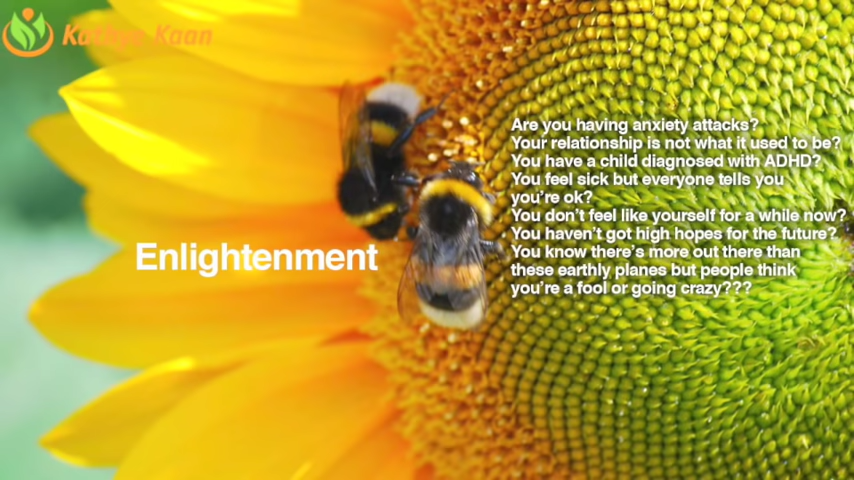 Kathye Kaan
Are you having anxiety attacks?
Your relationship is not what it used to be?
You have a child diagnosed with ADHD?
You feel sick but everyone tells you
you're ok?
You don't feel like yourself for a while now?
You haven't got high hopes for the future?
You know there's more out there than
these earthly planes but people think
you're a fool or going crazy???
Enlightenment